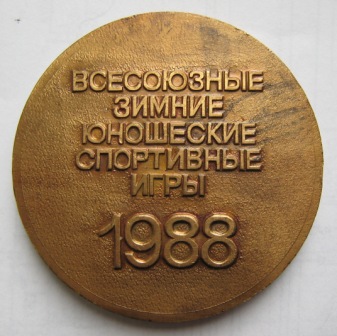 ВСЕСОЮЗНЫЕ
ЗИМНИЕ
ЮНОШЕСКИЕ
СПОРТИВНЫЕ
ИГРЫ
1988